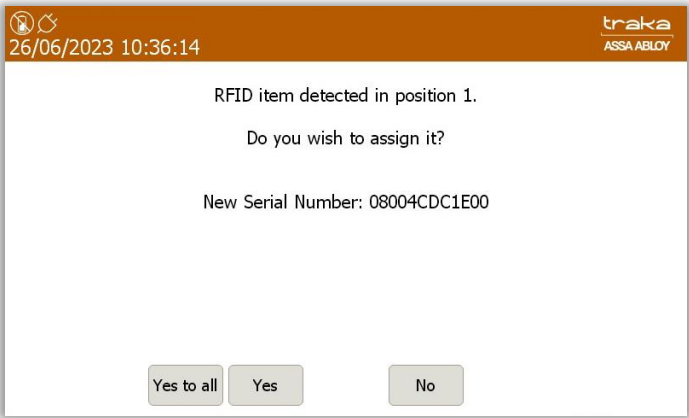 traka
26/06/2023 10:36:14
ASSA ABLOY
RFID item detected in position 1.
Do you wish to assign it?
New Serial Number: 08004CDC1E00
Yes to all
Yes
No